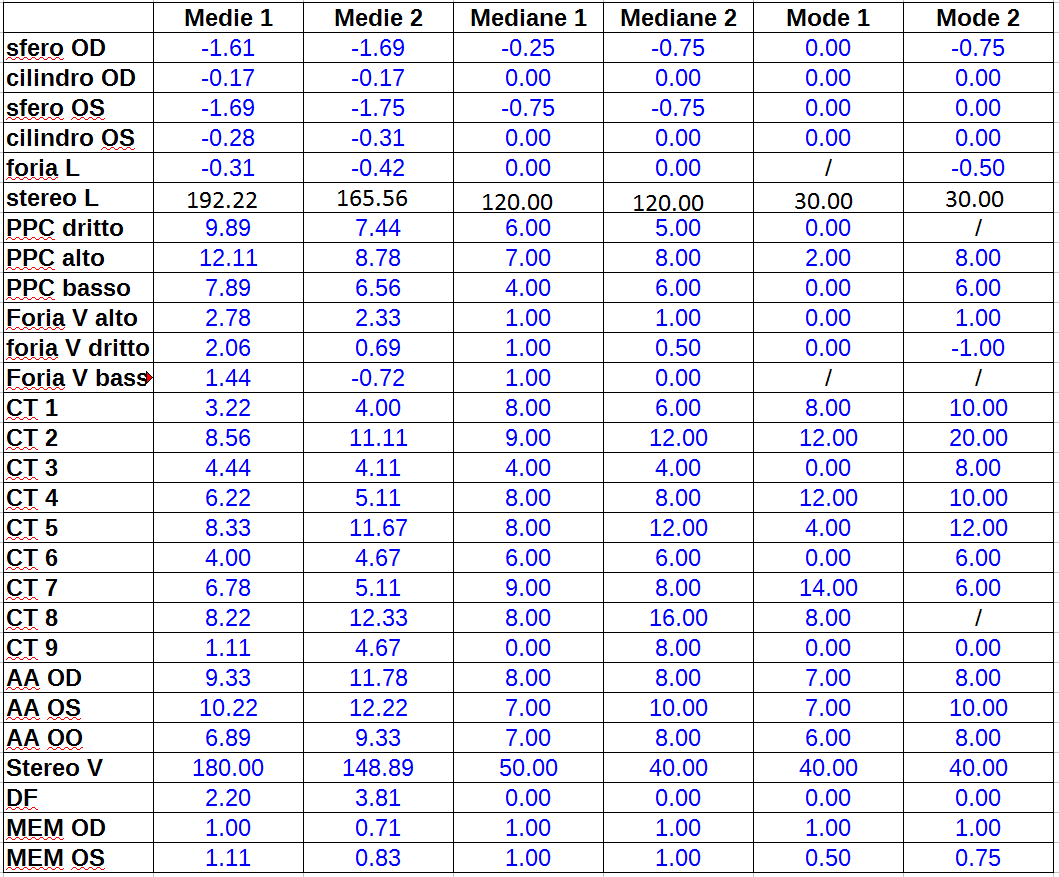 Medie 1 Medie 2 Mediane 1 Mediane 2 Mode 1 Mode 2
sfero OD -1.61 -1.69 -0.25 -0.75 0.00 -0.75
cilindro OD -0.17 -0.17 0.00 0.00 0.00 0.00
sfero OS -1.69 -1.75 -0.75 -0.75 0.00 0.00
cilindro OS -0.28 -0.31 0.00 0.00 0.00 0.00
foria L -0.31 -0.42 0.00 0.00 / -0.50
stereo L 192.22 165.56 120.00 120.00 30.00 30.00
PPC dritto 9.89 7.44 6.00 5.00 0.00 /
PPC alto 12.11 8.78 7.00 8.00 2.00 8.00
PPC basso 7.89 6.56 4.00 6.00 0.00 6.00
Foria V alto 2.78 2.33 1.00 1.00 0.00 1.00
foria V dritto 2.06 0.69 1.00 0.50 0.00 -1.00
Foria V bass 1.44 -0.72 1.00 0.00 / /
CT 1 3.22 4.00 8.00 6.00 8.00 10.00
CT 2 8.56 11.11 9.00 12.00 12.00 20.00
CT 3 4.44 4.11 4.00 4.00 0.00 8.00
CT 4 6.22 5.11 8.00 8.00 12.00 10.00
CT 5 8.33 11.67 8.00 12.00 4.00 12.00
CT 6 4.00 4.67 6.00 6.00 0.00 6.00
CT 7 6.78 5.11 9.00 8.00 14.00 6.00
CT 8 8.22 12.33 8.00 16.00 8.00 /
CT 9 1.11 4.67 0.00 8.00 0.00 0.00
AA OD 9.33 11.78 8.00 8.00 7.00 8.00
AA OS 10.22 12.22 7.00 10.00 7.00 10.00
AA OO 6.89 9.33 7.00 8.00 6.00 8.00
Stereo V 180.00 148.89 50.00 40.00 40.00 40.00
DF 2.20 3.81 0.00 0.00 0.00 0.00
MEM OD 1.00 0.71 1.00 1.00 1.00 1.00
MEM OS 1.11 0.83 1.00 1.00 0.50 0.75